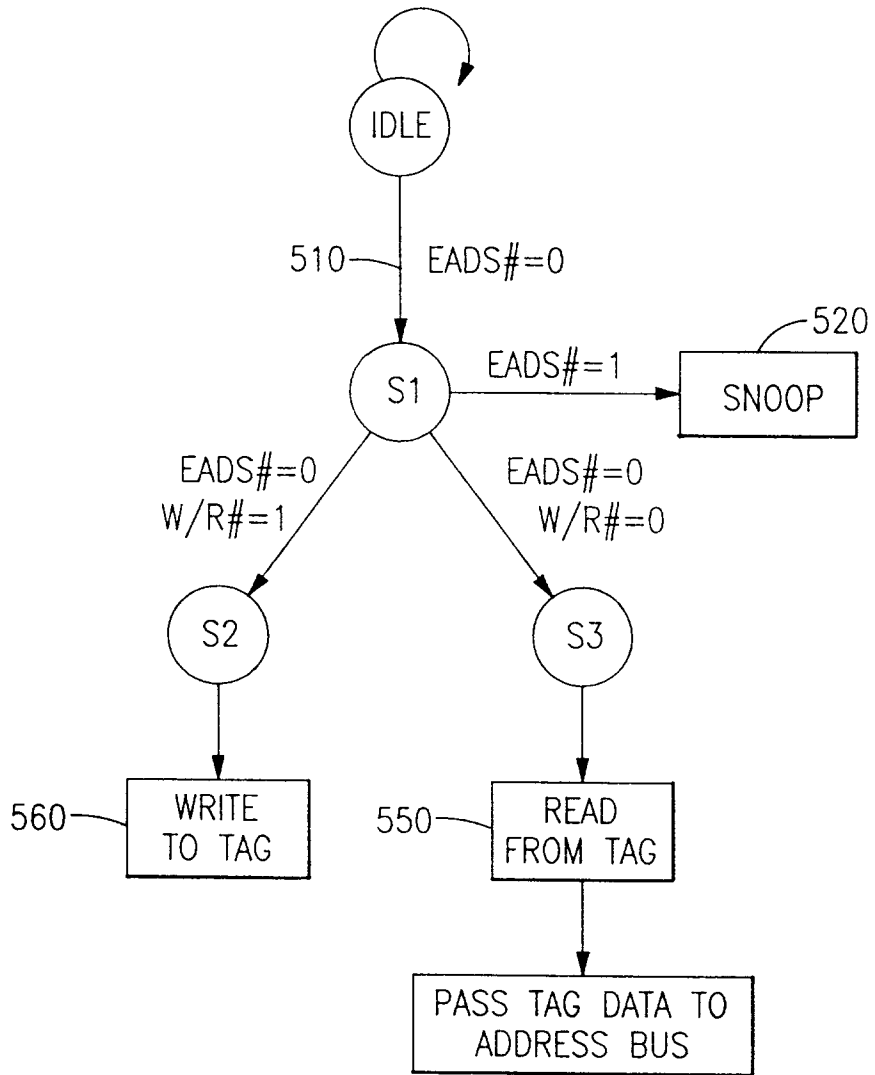 IDLE
510
EADS#=0
520
S1
EADS#=1
SNOOP
EADS#=0
W/R#=1
EADS#=0
W/R#=0
S2
S3
560
WRITE
TO TAG
550
READ
FROM TAG
PASS TAG DATA TO
ADDRESS BUS